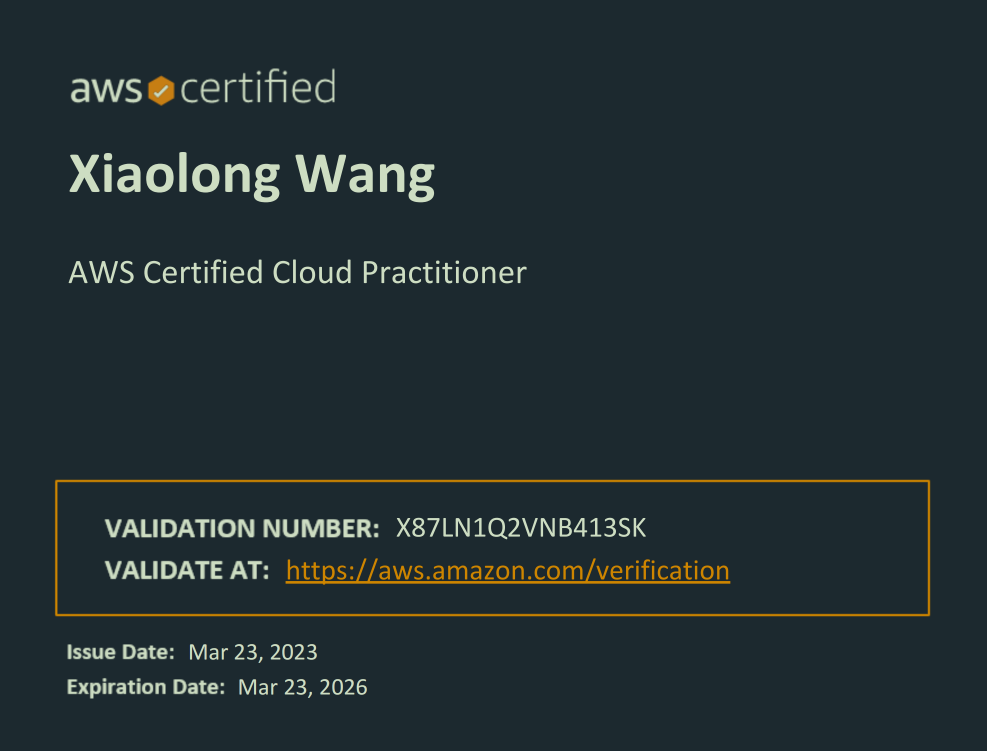 aws certified
Xiaolong Wang
AWS Certified Cloud Practitioner
VALIDATION NUMBER: X87LN1Q2VNB413SK
VALIDATE AT: https://aws.amazon.com/verification
Issue Date: Mar 23, 2023
Expiration Date: Mar 23, 2026